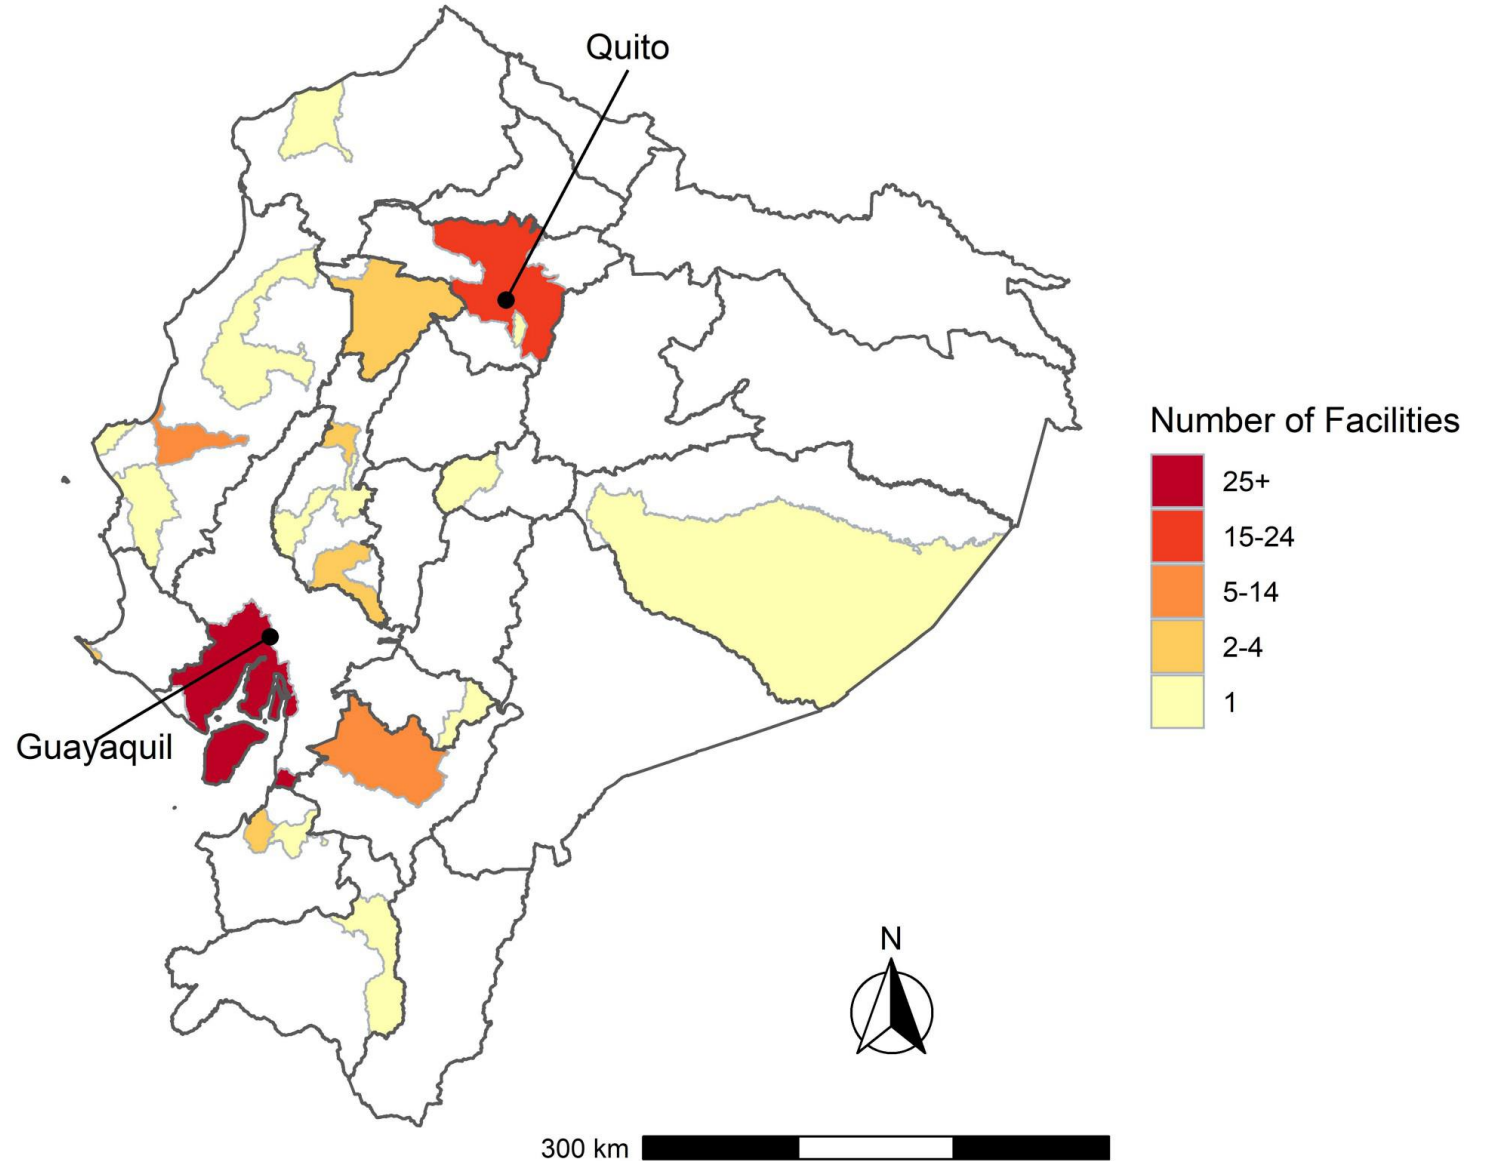 Quito
Guayaquil
Number of Facilities
25+
15-24
5-14
2-4
1
N
300 km